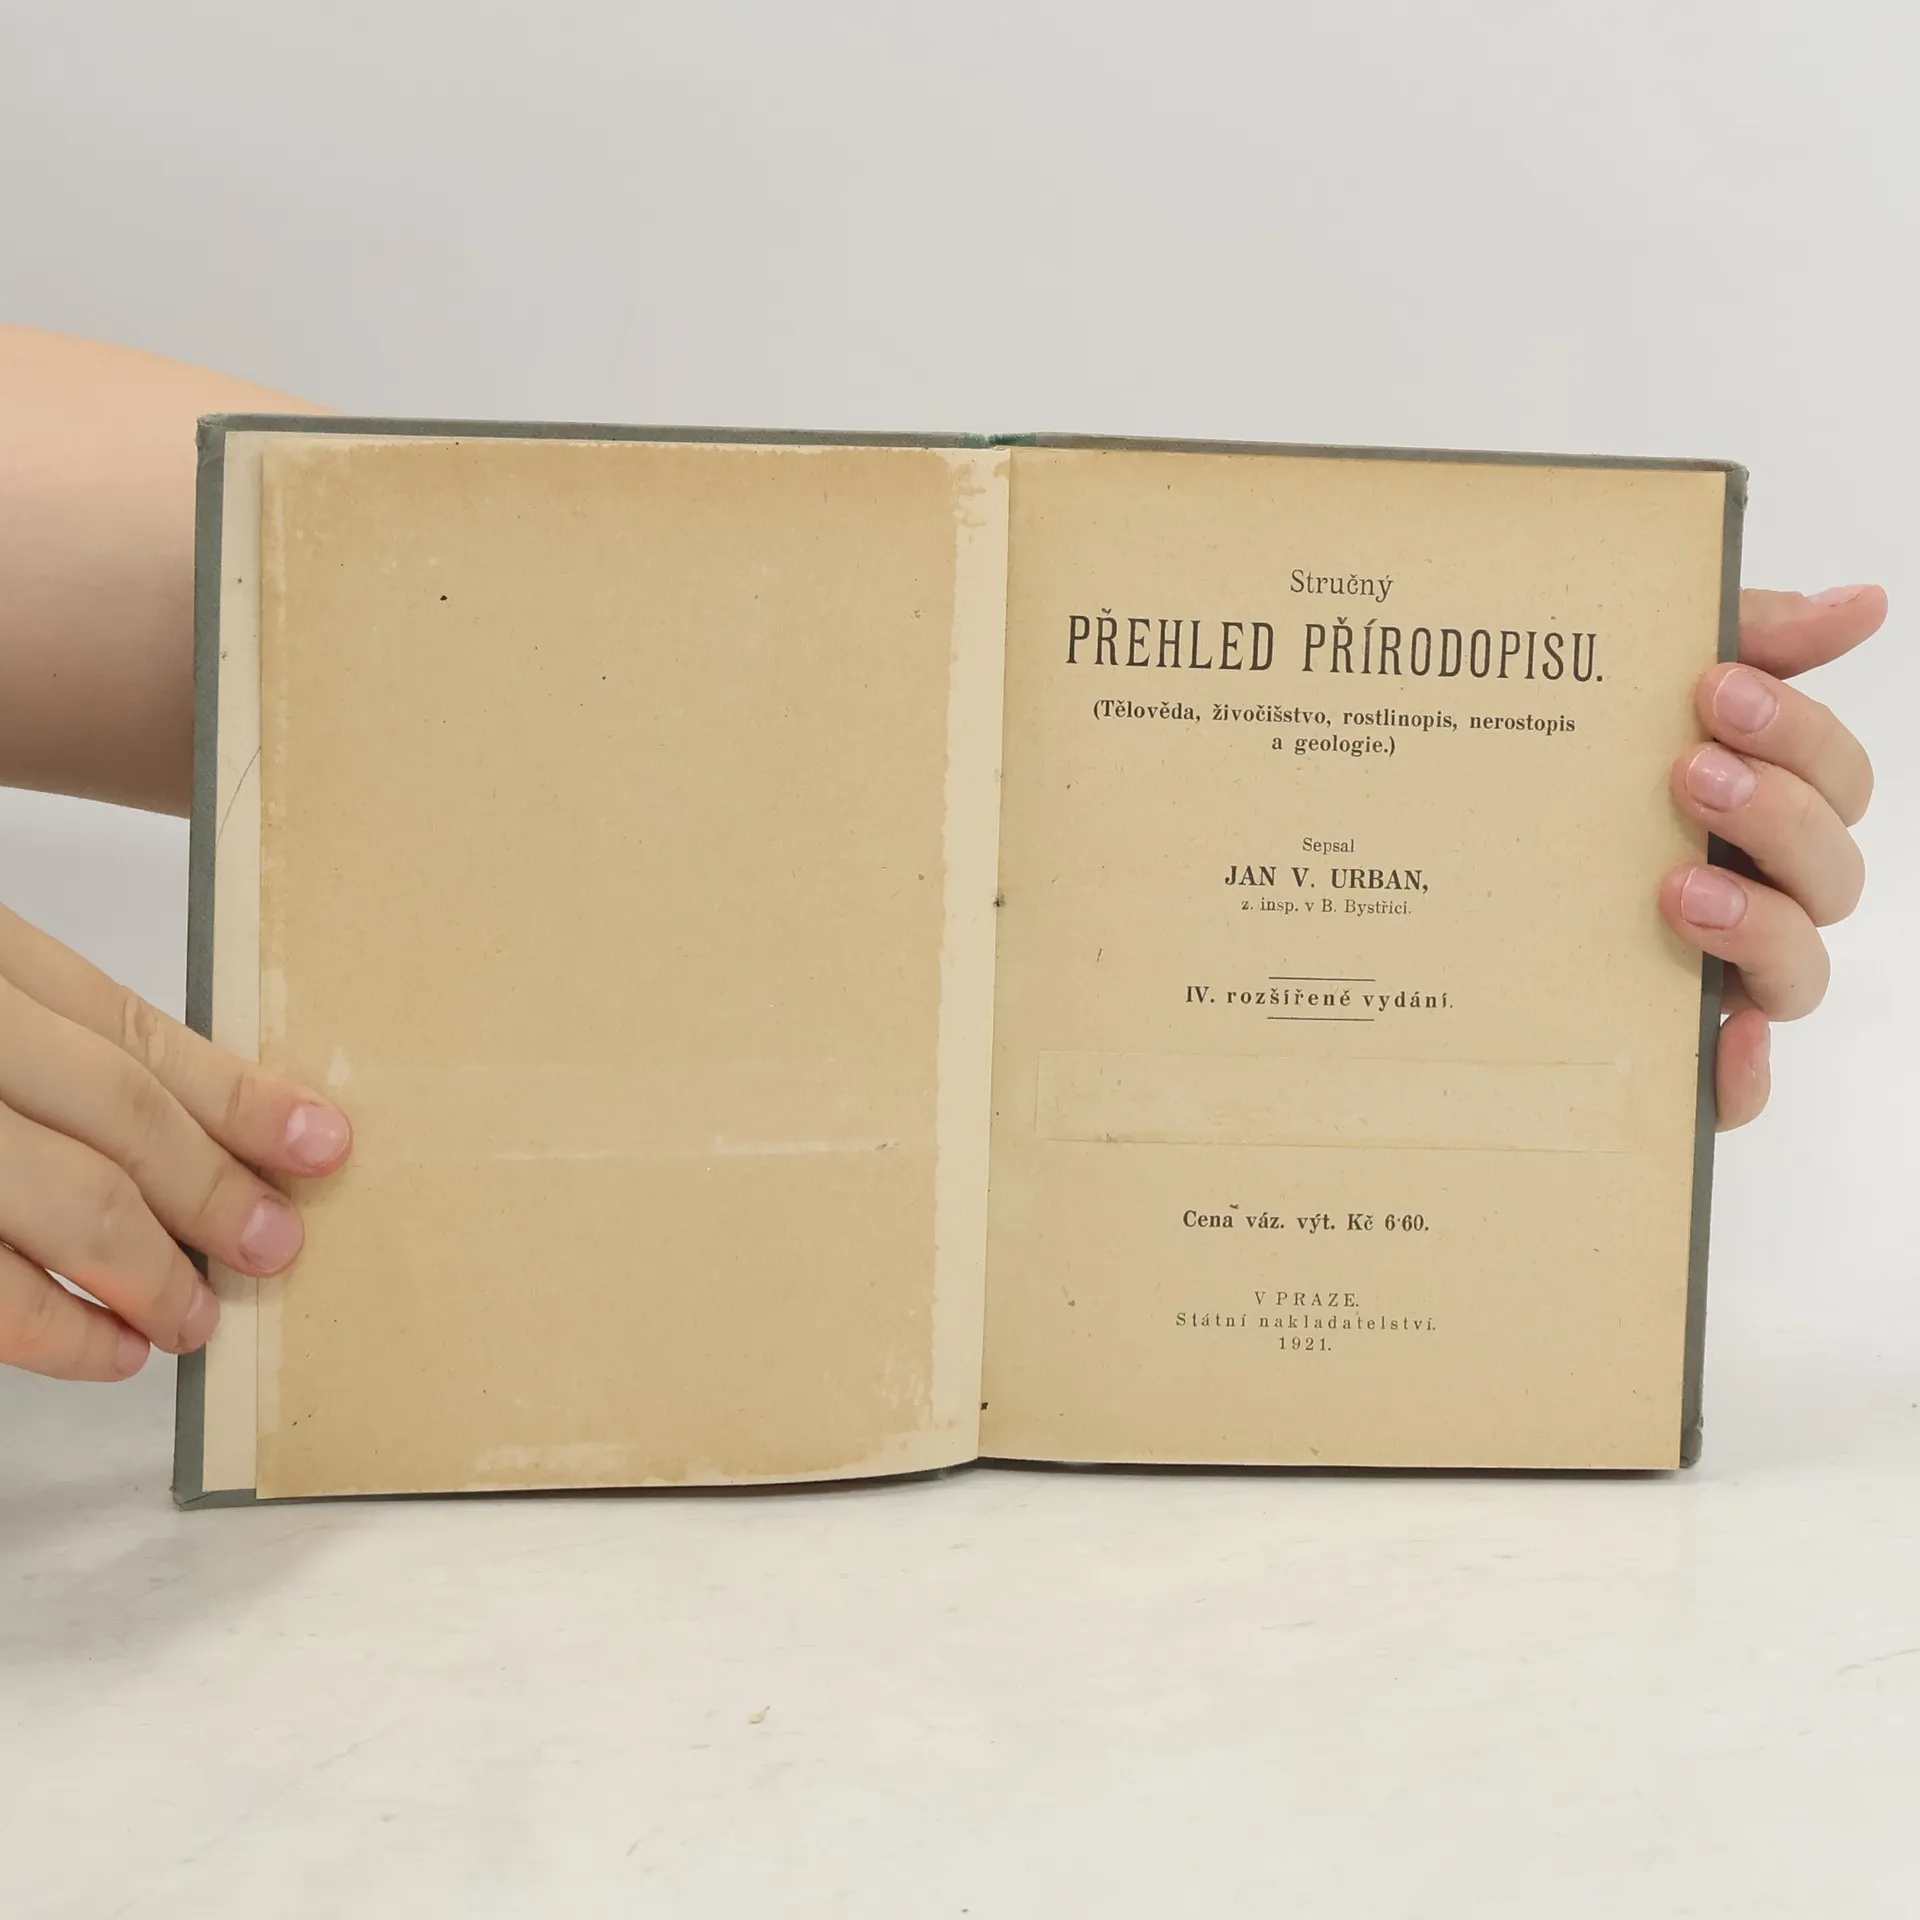 Stručný
PŘEHLED PŘÍRODOPISU.
(Tělověda, živočišstvo, rostlinopis, nerostopis
a geologie.)
Sepsal
JAN V. URBAN,
z. insp. v B. Bystřici.
IV. rozšířené vydání.
Cena váz. výt. Kč 6·60.
V PRAZE.
Státní nakladatelství.
1921.